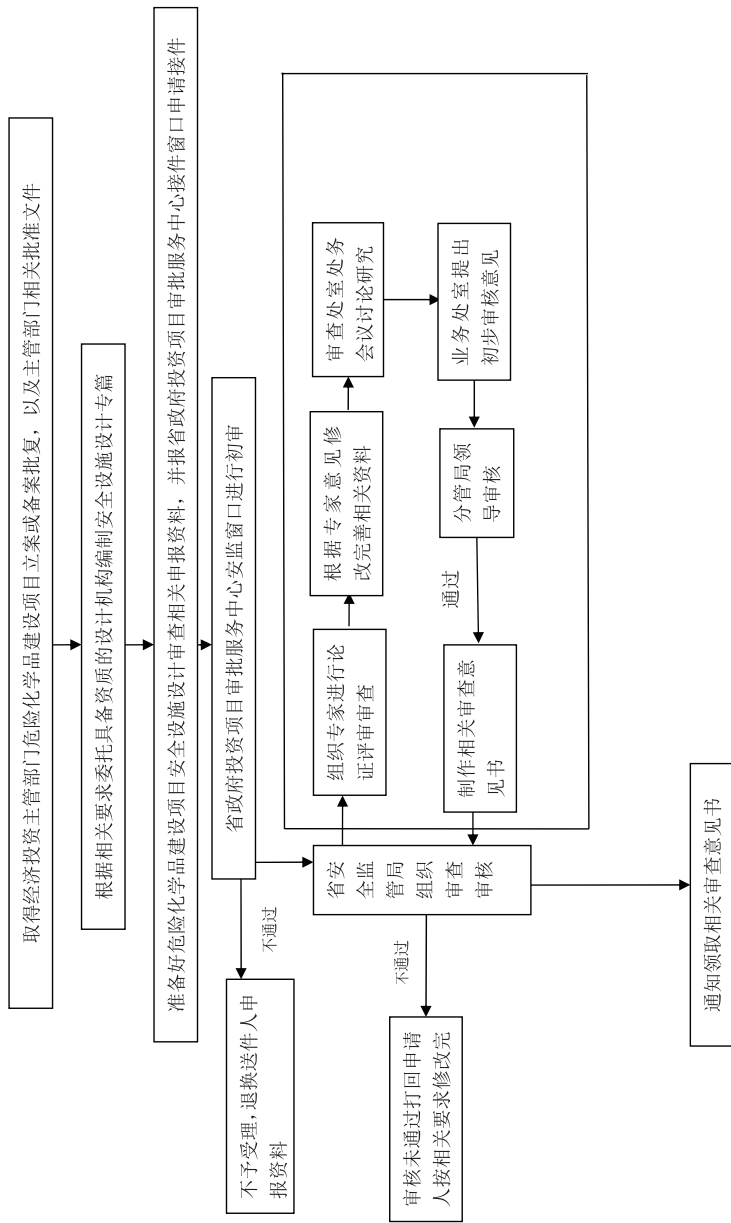 取得经济投资主管部门危险化学品建设项目立案或备案批复，以及主管部门相关批准文件
根据相关要求委托具备资质的设计机构编制安全设施设计专篇
准备好危险化学品建设项目安全设施设计审查相关申报资料，并报省政府投资项目审批服务中心接件窗口申请接件
省政府投资项目审批服务中心安监窗口进行初审
不通过
不予受理，退换送件人申
报资料
省安
全监
管局
组织
审查
审核
组织专家进行论
证评审审查
根据专家意见修
改完善相关资料
审查处室处务
会议讨论研究
业务处室提出
初步审核意见
分管局领
导审核
通过
制作相关审查意
见书
不通过
审核未通过打回申请
人按相关要求修改完
通知领取相关审查意见书